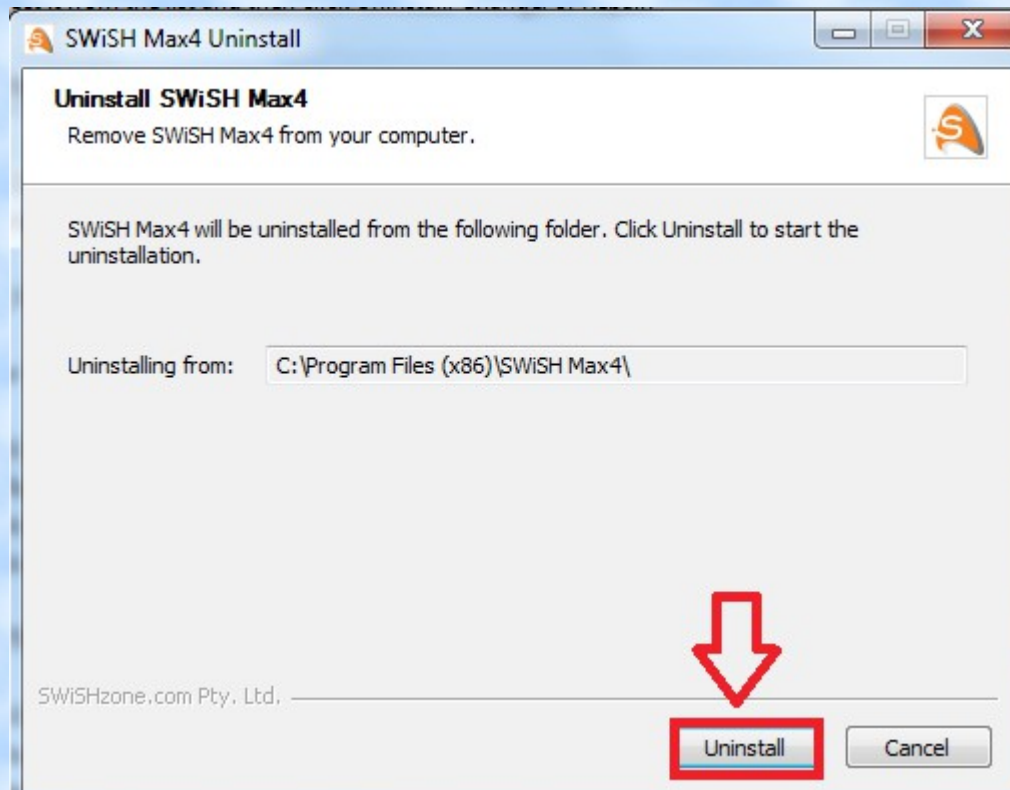 SWiSH Max4 Uninstall
Uninstall SWiSH Max4
Remove SWiSH Max4 from your computer.
SWiSH Max4 will be uninstalled from the following folder. Click Uninstall to start the
uninstallation.
Uninstalling from: C:\Program Files (x86)\SWiSH Max4\
SWiSHzone.com Pty. Ltd.
Uninstall Cancel